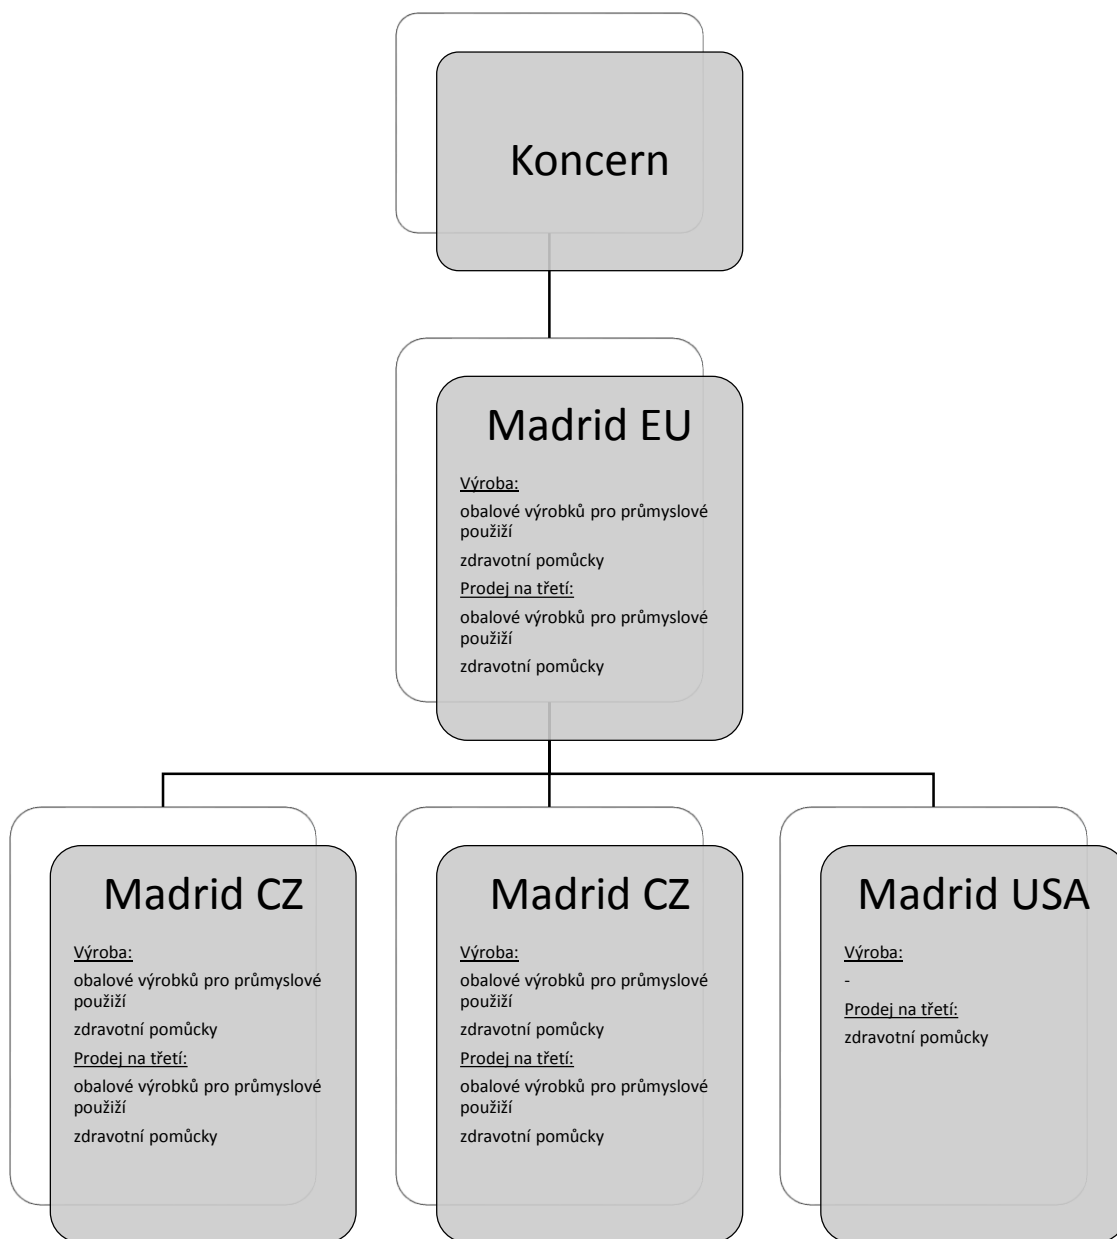 Koncern
Madrid EU
Výroba:
obalové výrobků pro průmyslové
použiží
zdravotní pomůcky
Prodej na třetí:
obalové výrobků pro průmyslové
použiží
zdravotní pomůcky
Madrid CZ
Výroba:
obalové výrobků pro průmyslové
použiží
zdravotní pomůcky
Prodej na třetí:
obalové výrobků pro průmyslové
použiží
zdravotní pomůcky
Madrid CZ
Výroba:
obalové výrobků pro průmyslové
použiží
zdravotní pomůcky
Prodej na třetí:
obalové výrobků pro průmyslové
použiží
zdravotní pomůcky
Madrid USA
Výroba:
-
Prodej na třetí:
zdravotní pomůcky